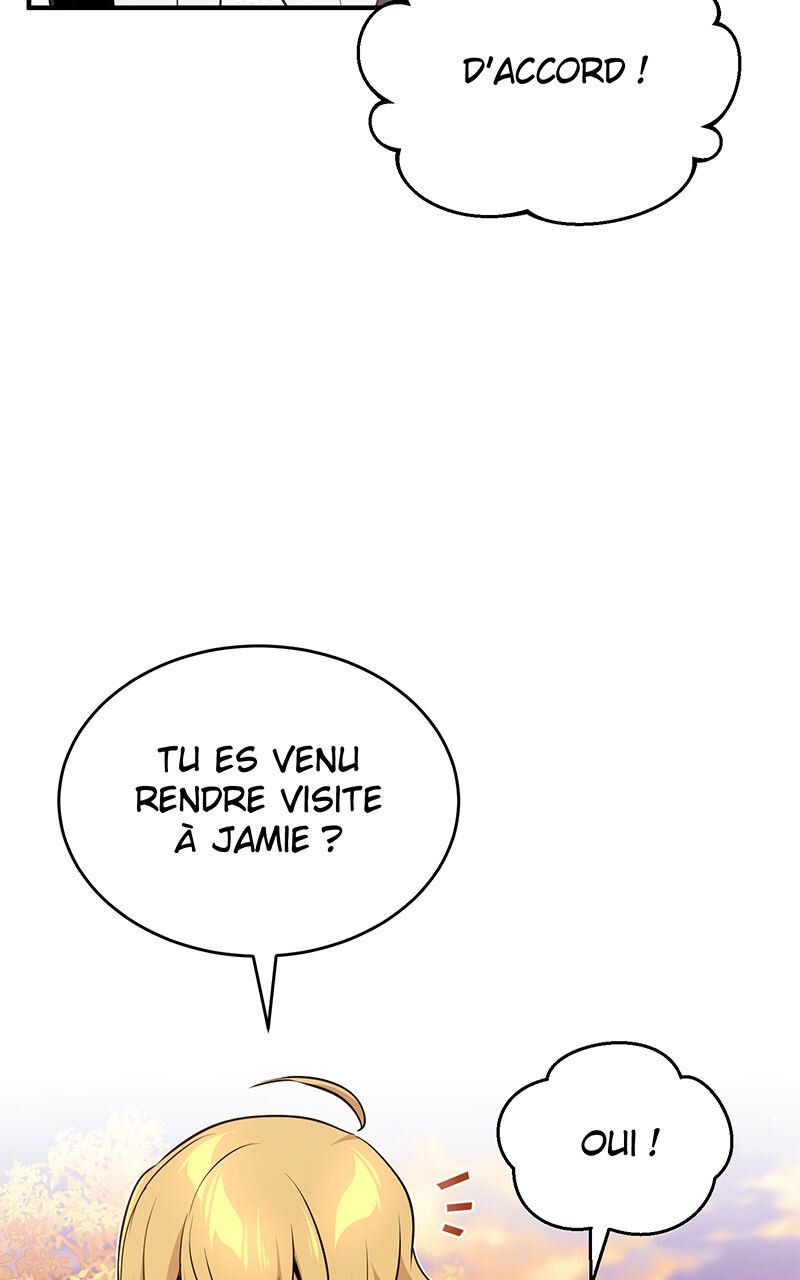 D'ACCORD !
TU ES VENU
RENDRE VISITE
À JAMIE ?
OUI !